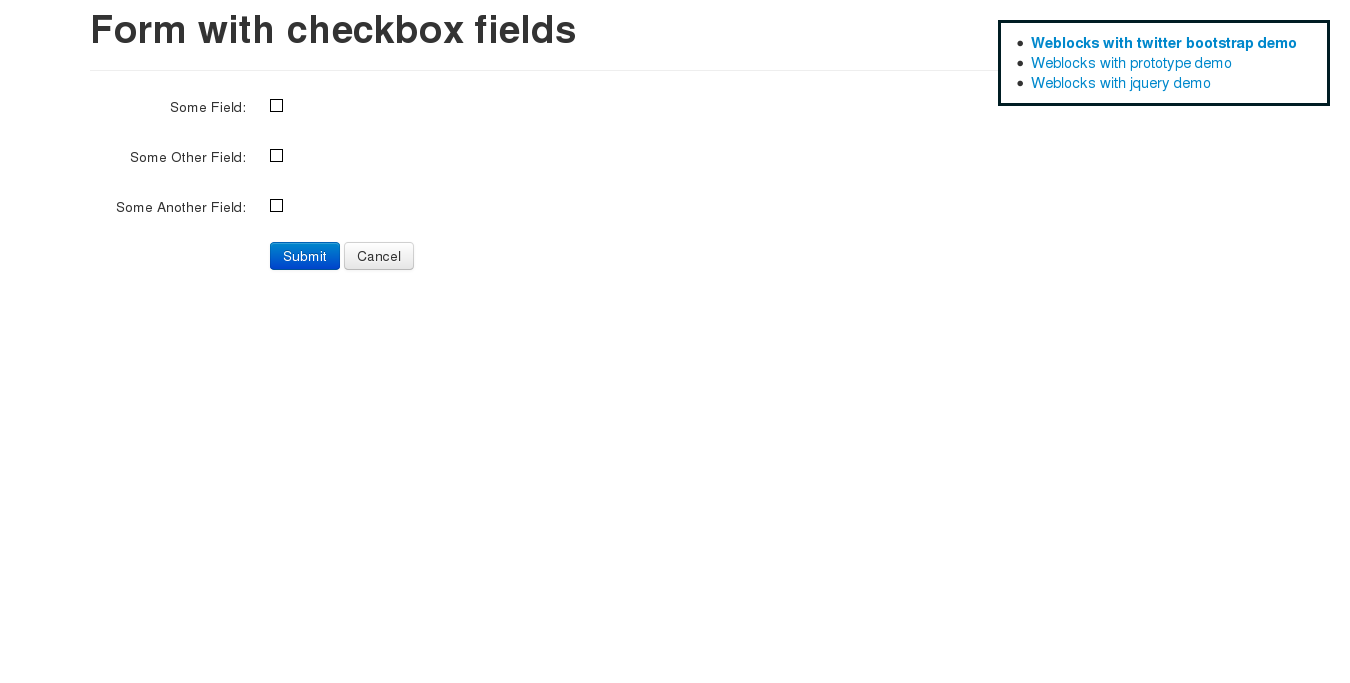 Form with checkbox fields
Weblocks with twitter bootstrap demo
Weblocks with prototype demo
Weblocks with jquery demo
Some Field:
Some Other Field:
Some Another Field:
Submit Cancel